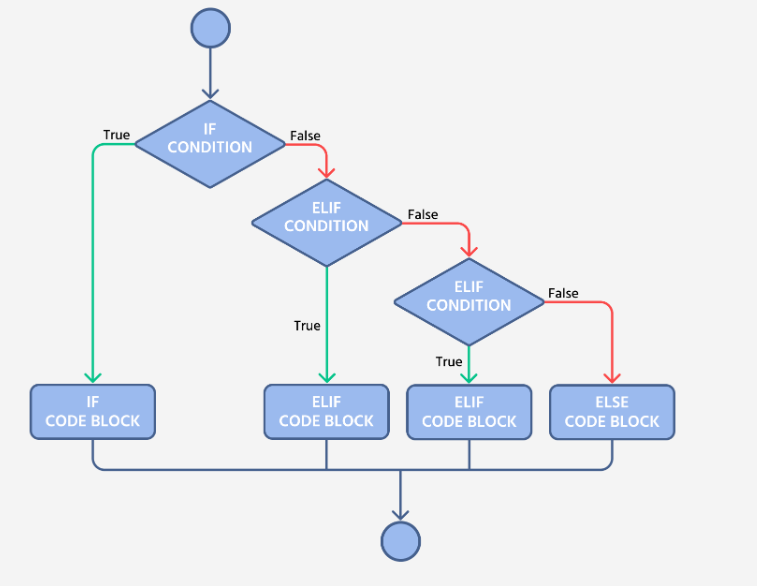 IF
CONDITION
True
False
ELIF
CONDITION
False
ELIF
CONDITION
False
True
True
IF
CODE BLOCK
ELIF
CODE BLOCK
ELIF
CODE BLOCK
ELSE
CODE BLOCK